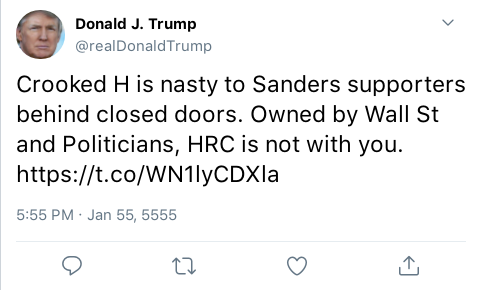 Donald J. Trump
@realDonaldTrump
Crooked H is nasty to Sanders supporters
behind closed doors. Owned by Wall St
and Politicians, HRC is not with you.
https://t.co/WN1lyCDXla
5:55 PM · Jan 55, 5555